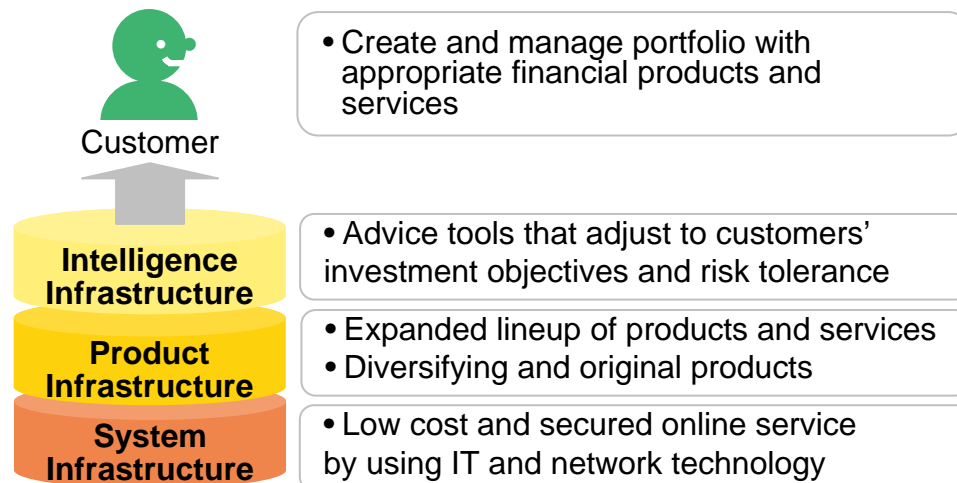 • Create and manage portfolio with
appropriate financial products and
services
Customer
Intelligence
Infrastructure
• Advice tools that adjust to customers’
investment objectives and risk tolerance
Product
Infrastructure
• Expanded lineup of products and services
• Diversifying and original products
System
Infrastructure
• Low cost and secured online service
by using IT and network technology